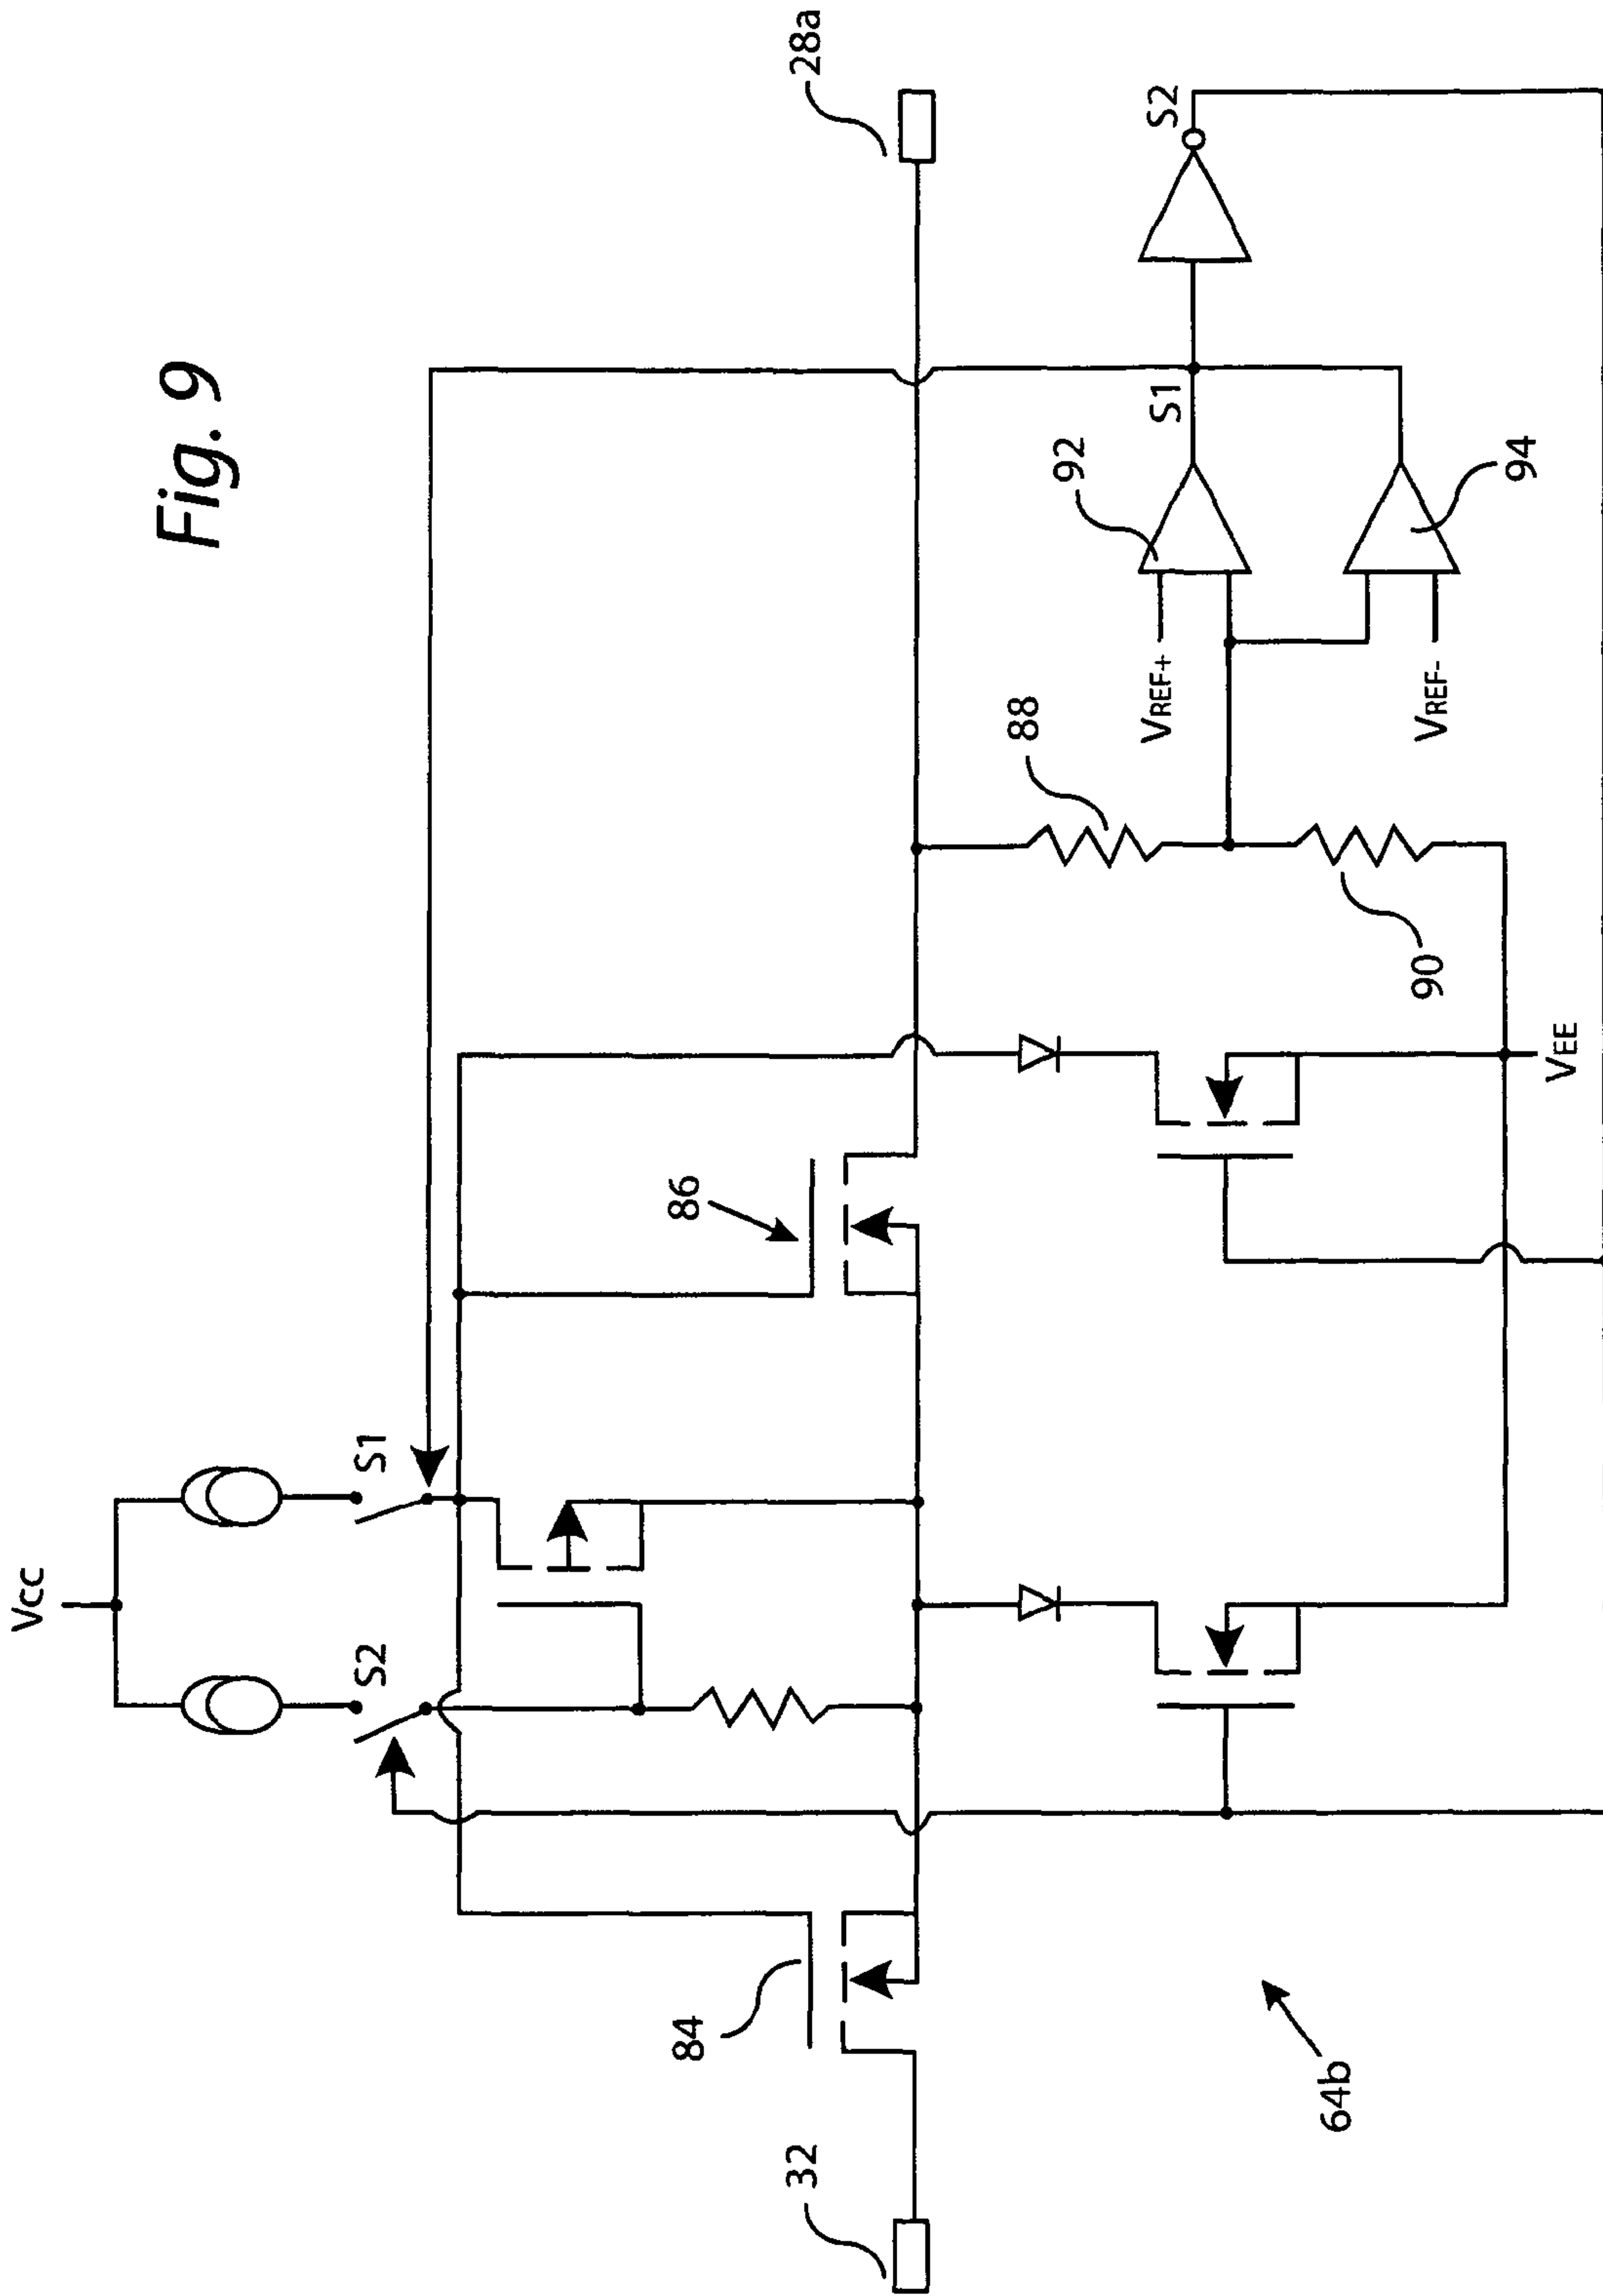 Fig. 9
Vcc
S2
S1
86
84
32
28a
88
92
S1
S2
VREF+
VREF-
94
90
VEE
64b